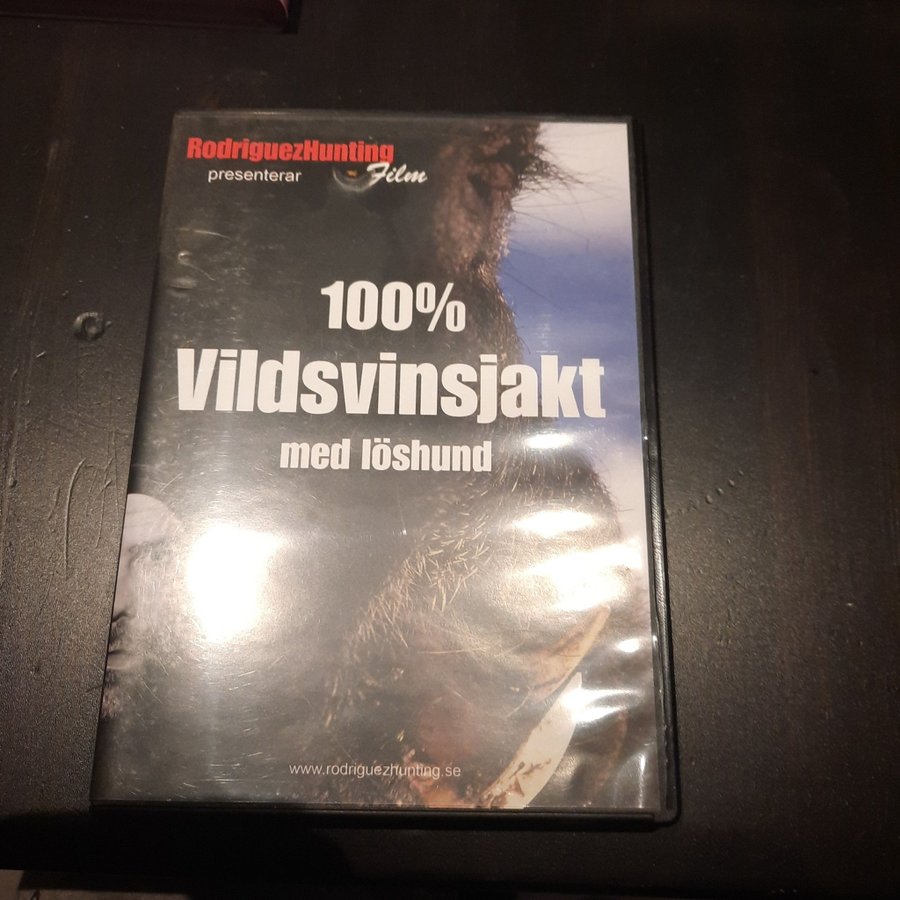 RodriguezHunting
presenterar Film
100%
Vildsvinsjakt
med löshund
www.rodriguezhunting.se